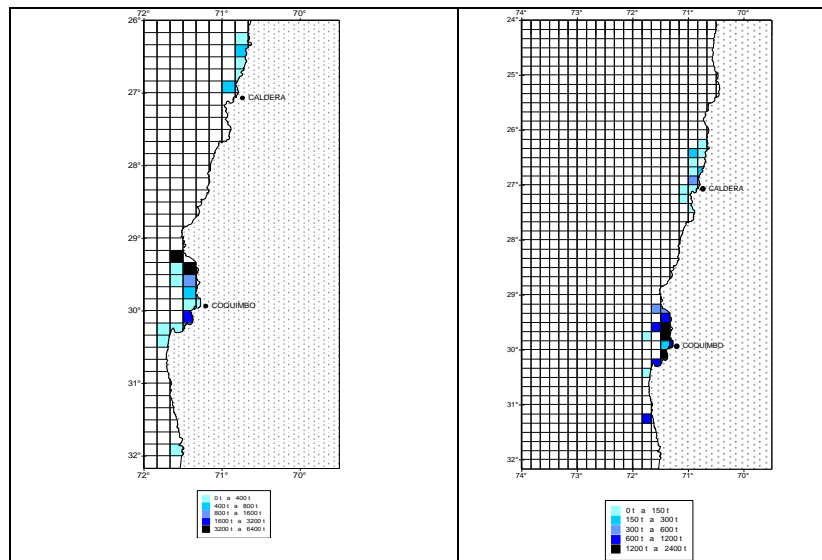 72° 71° 70°
26°
27°
CALDERA
28°
29°
30°
COQUIMBO
31°
32°
72° 71° 70°
0 t a 400 t
400 t a 800 t
800 t a 1600 t
1600 t a 3200 t
3200 t a 6400 t
74° 73° 72° 71° 70°
24°
25°
26°
27°
CALDERA
28°
29°
30°
COQUIMBO
31°
32°
74° 73° 72° 71° 70°
0 t a 150 t
150 t a 300 t
300 t a 600 t
600 t a 1200 t
1200 t a 2400 t